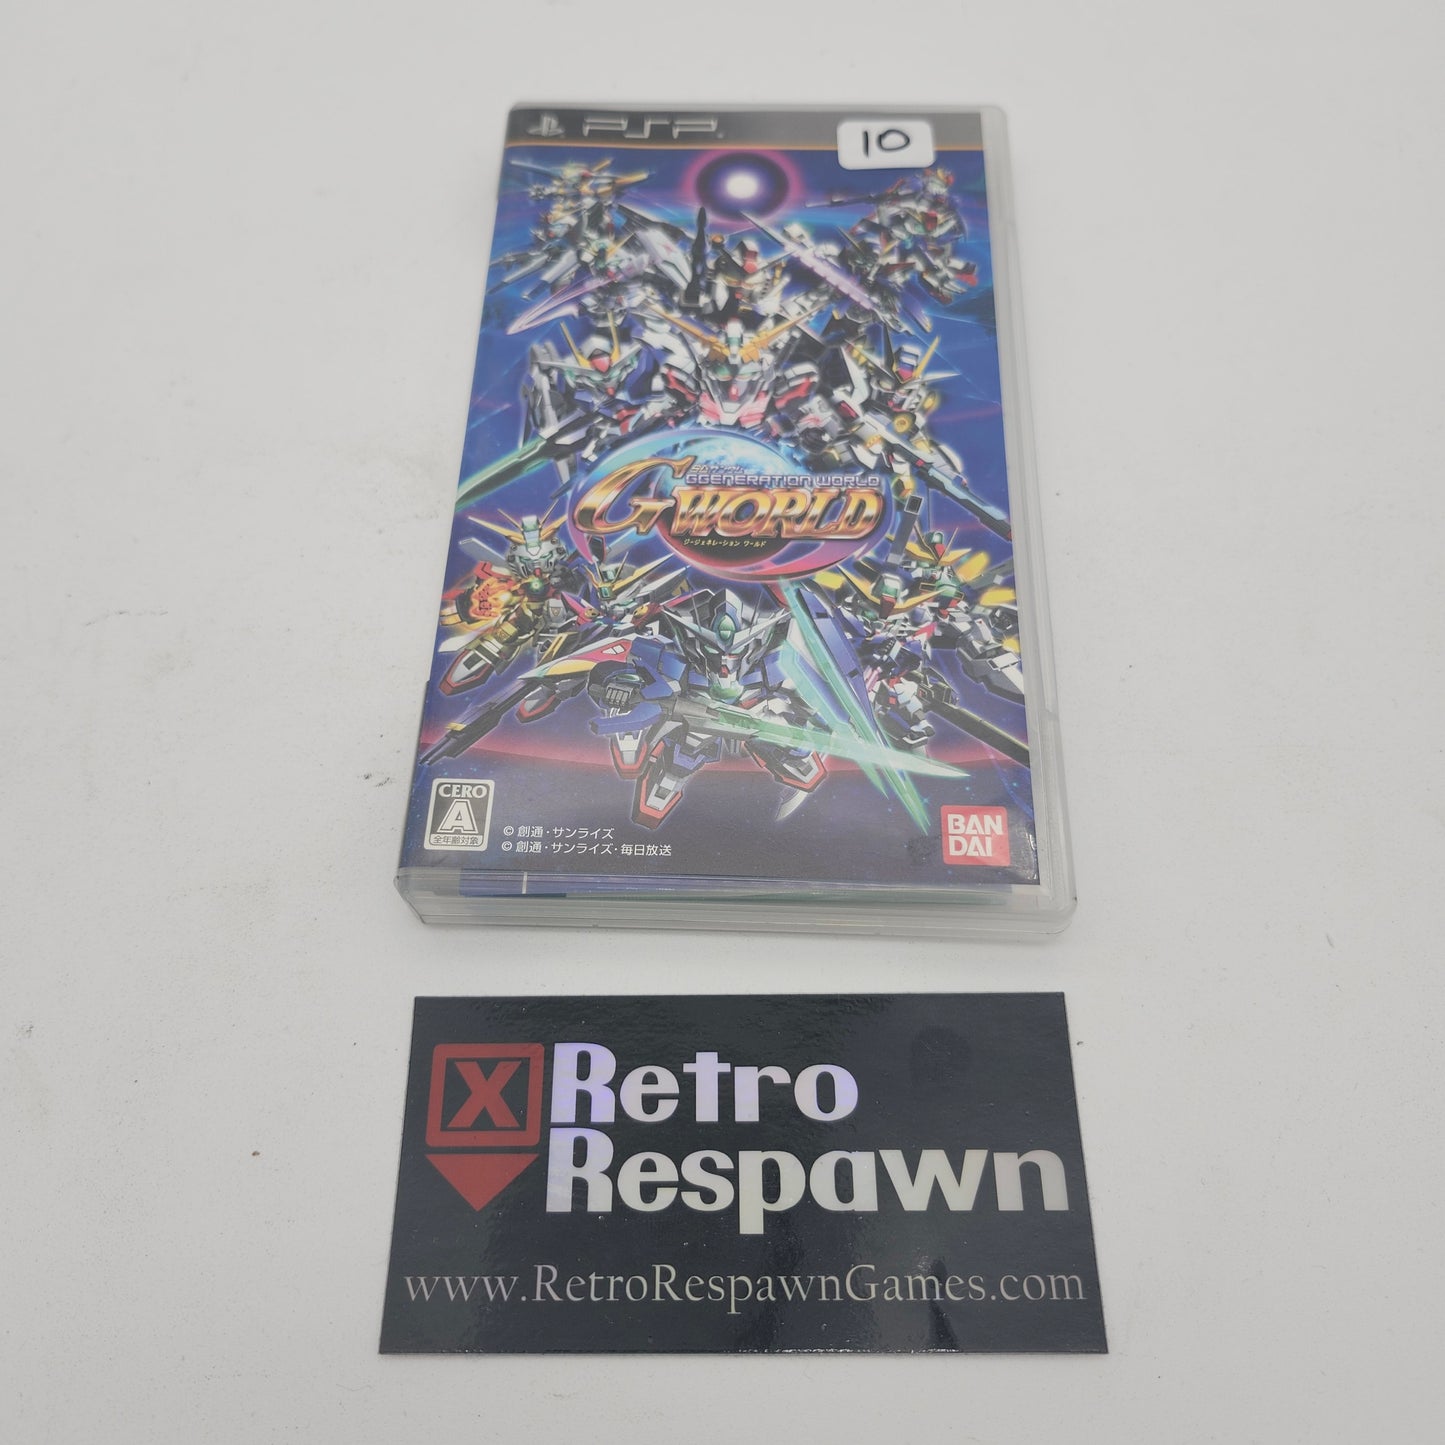 PSP
10
SDガンダム
GGENERATION WORLD
G WORLD
ジージェネレーション ワールド
CERO
A
全年齢対象
© 創通・サンライズ
© 創通・サンライズ・毎日放送
BAN
DAI
X Retro
Respawn
www.RetroRespawnGames.com